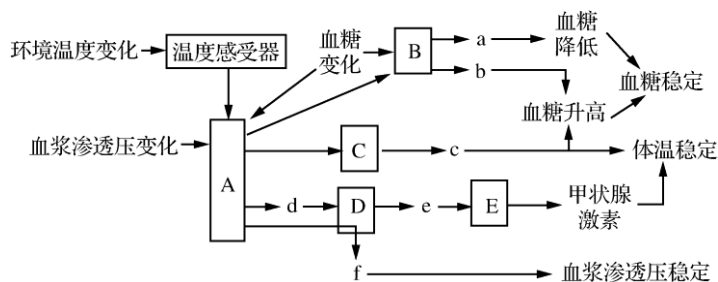 环境温度变化
温度感受器
血糖
变化
B
a
b
血糖
降低
血糖稳定
血糖升高
血浆渗透压变化
A
C
c
体温稳定
d
D
e
E
甲状腺
激素
f
血浆渗透压稳定